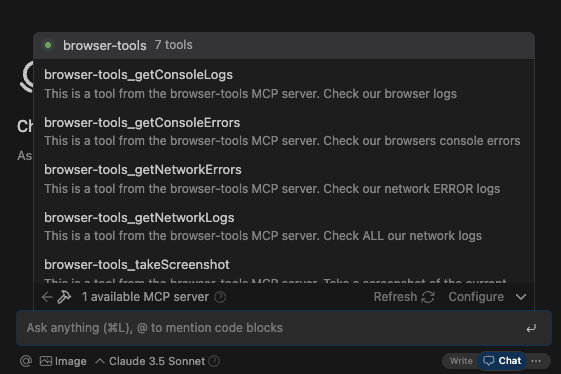 browser-tools 7 tools
browser-tools_getConsoleLogs
This is a tool from the browser-tools MCP server. Check our browser logs
browser-tools_getConsoleErrors
This is a tool from the browser-tools MCP server. Check our browsers console errors
browser-tools_getNetworkErrors
This is a tool from the browser-tools MCP server. Check our network ERROR logs
browser-tools_getNetworkLogs
This is a tool from the browser-tools MCP server. Check ALL our network logs
browser-tools_takeScreenshot
This is a tool from the browser-tools MCP server. Take a screenshot of the current
1 available MCP server Refresh Configure
Ask anything (⌘L), @ to mention code blocks
@ Image Claude 3.5 Sonnet Write Chat ...